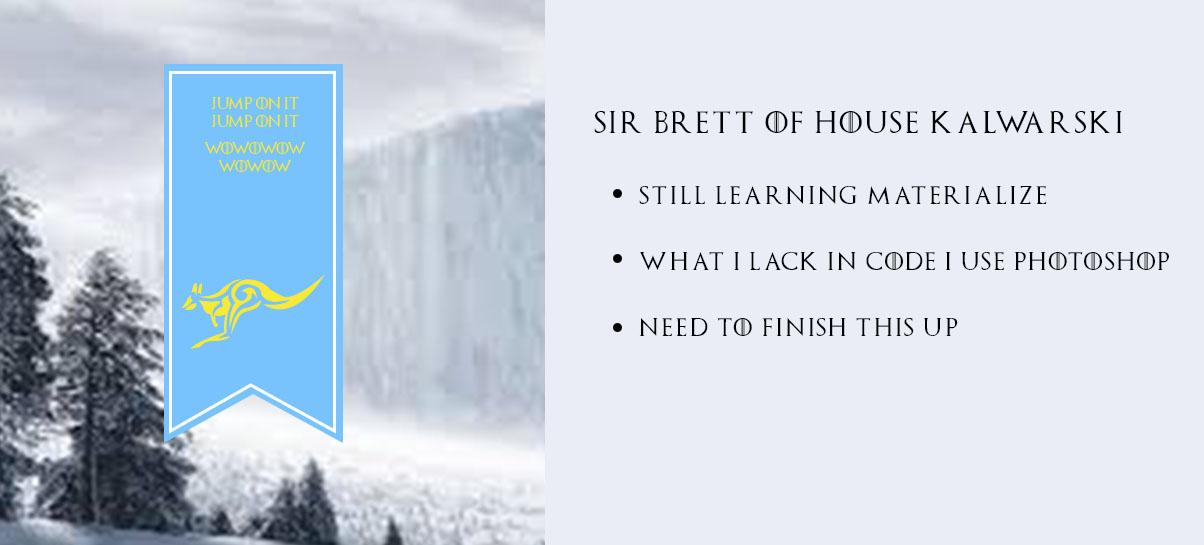 JUMP ON IT
JUMP ON IT
WOWOWOW
WOWOW
SIR BRETT OF HOUSE KALWARSKI
• STILL LEARNING MATERIALIZE
• WHAT I LACK IN CODE I USE PHOTOSHOP
• NEED TO FINISH THIS UP